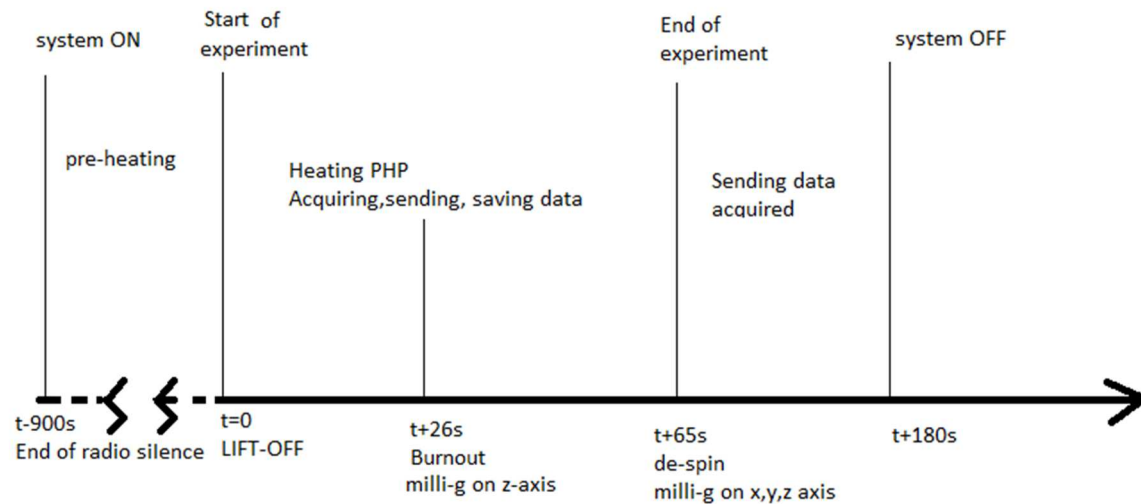 system ON
Start of
experiment
End of
experiment
system OFF
pre-heating
Heating PHP
Acquiring,sending, saving data
Sending data
acquired
t-900s
End of radio silence
t=0
LIFT-OFF
t+26s
Burnout
milli-g on z-axis
t+65s
de-spin
milli-g on x,y,z axis
t+180s